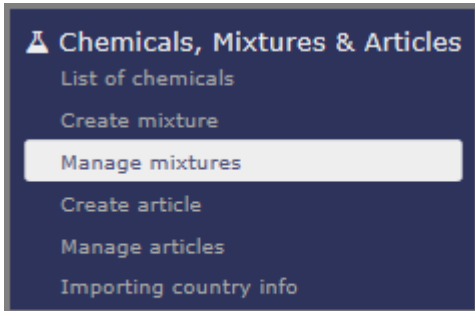 Chemicals, Mixtures & Articles
List of chemicals
Create mixture
Manage mixtures
Create article
Manage articles
Importing country info